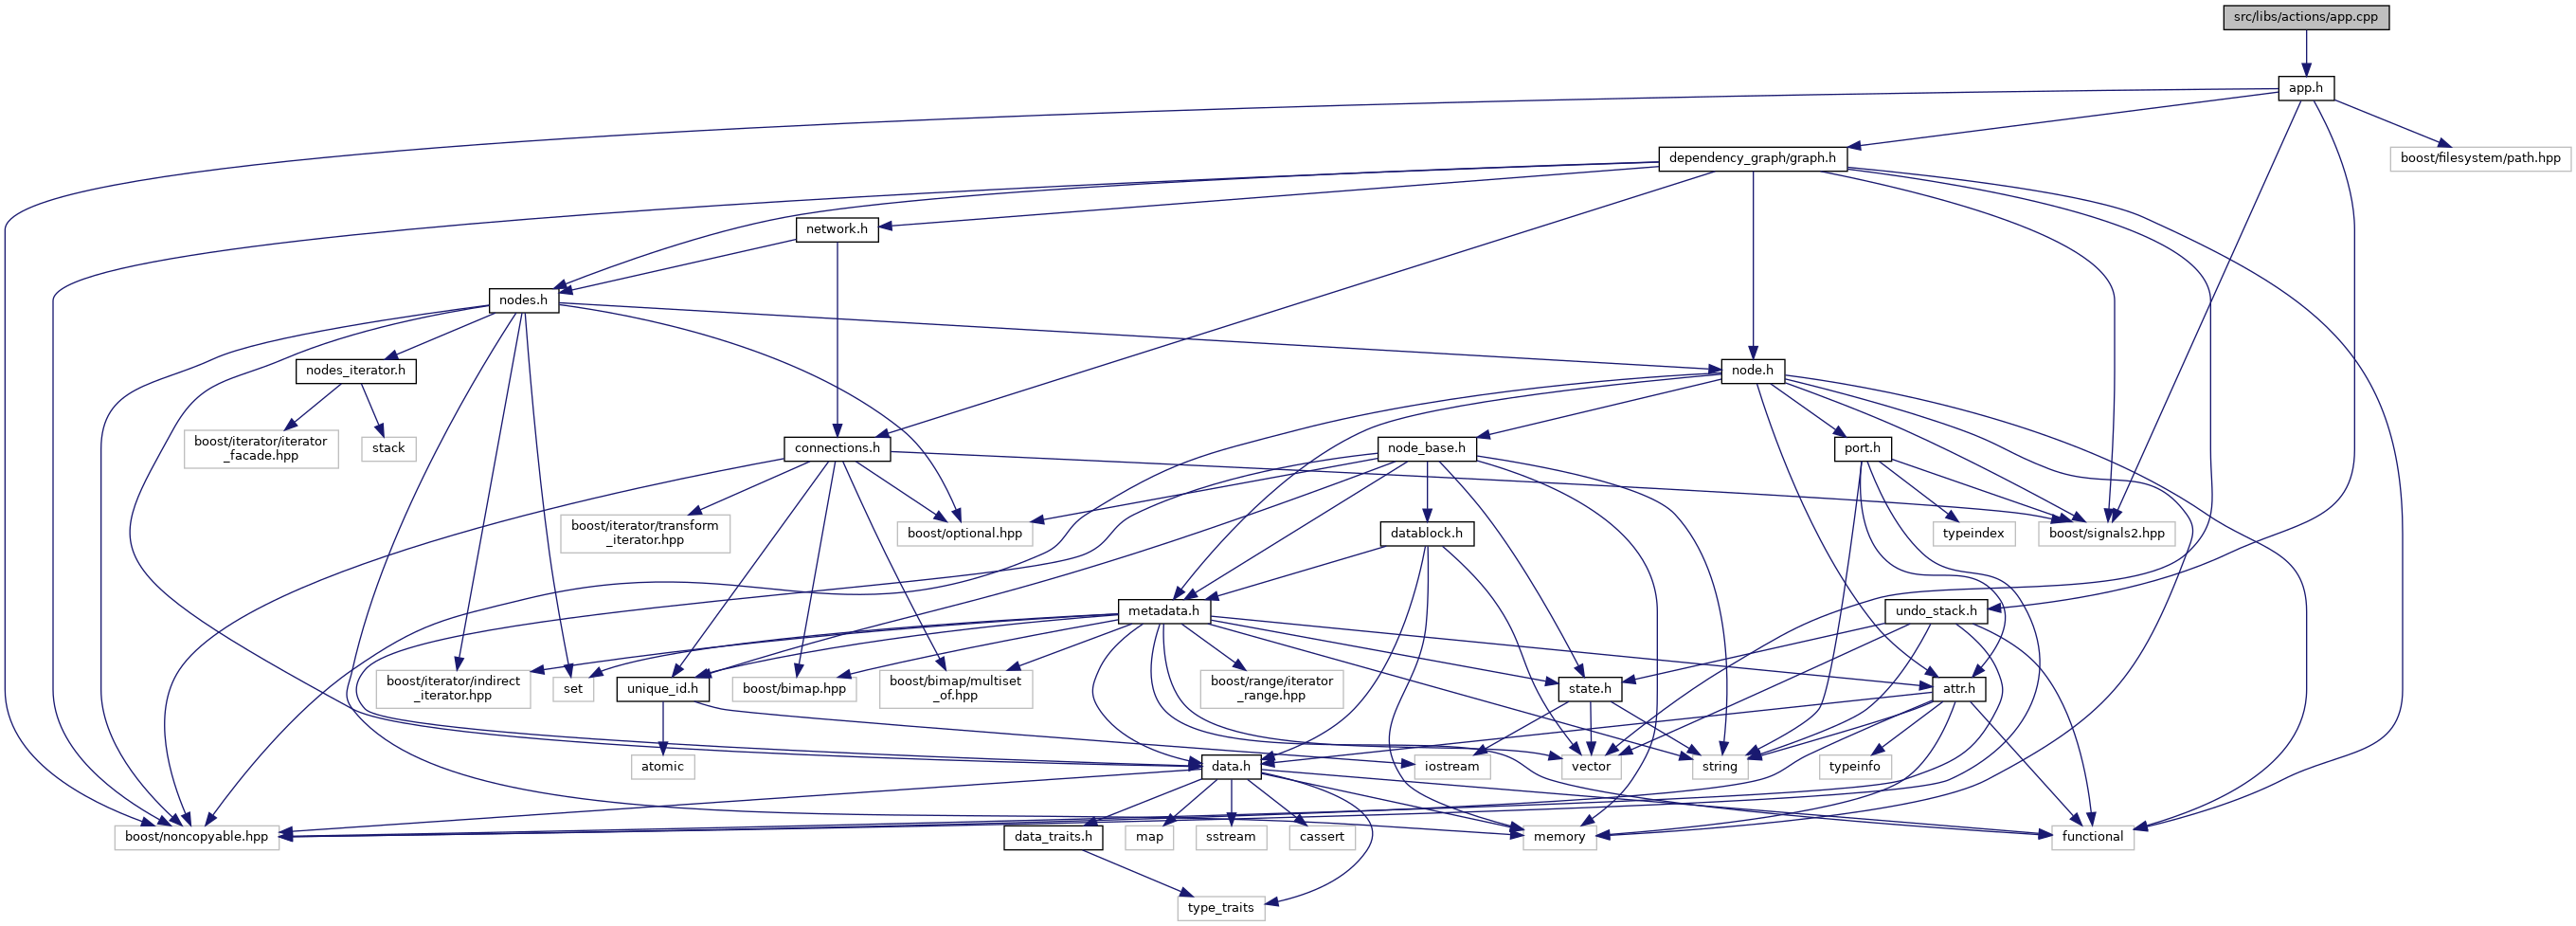 src/libs/actions/app.cpp
app.h
dependency_graph/graph.h
boost/filesystem/path.hpp
network.h
nodes.h
nodes_iterator.h
node.h
boost/iterator/iterator
_facade.hpp
stack
connections.h
node_base.h
port.h
boost/iterator/transform
_iterator.hpp
boost/optional.hpp
datablock.h
typeindex
boost/signals2.hpp
metadata.h
undo_stack.h
boost/iterator/indirect
_iterator.hpp
set
unique_id.h
boost/bimap.hpp
boost/bimap/multiset
_of.hpp
boost/range/iterator
_range.hpp
state.h
attr.h
atomic
data.h
iostream
vector
string
typeinfo
boost/noncopyable.hpp
data_traits.h
map
sstream
cassert
memory
functional
type_traits